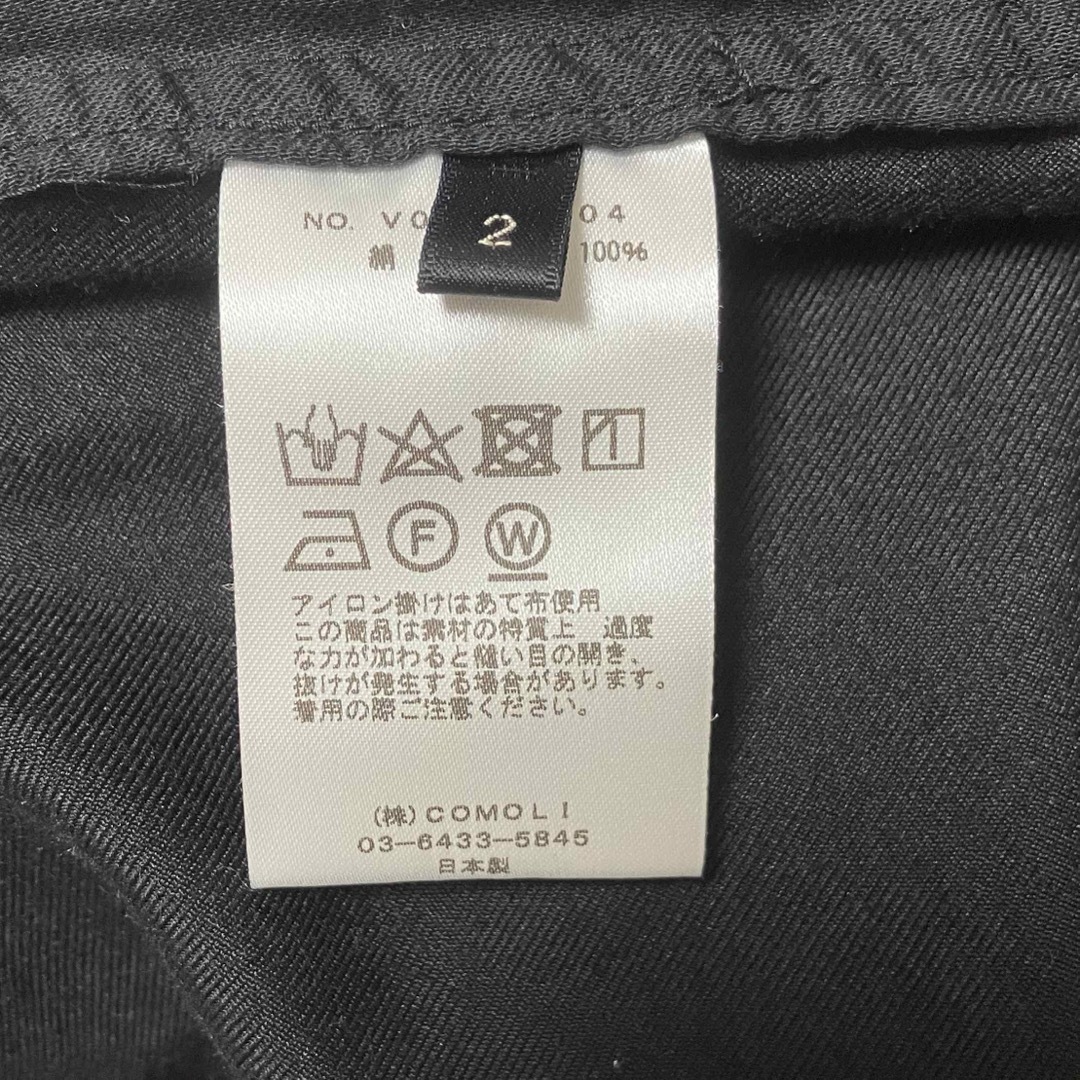 NO. V0 04
2
絹 100%
F W
アイロン掛けはあて布使用
この商品は素材の特質上 過度
な力が加わると縫い目の開き、
抜けが発生する場合があります。
着用の際ご注意ください。
(株) COMOLI
03-6433-5845
日本製